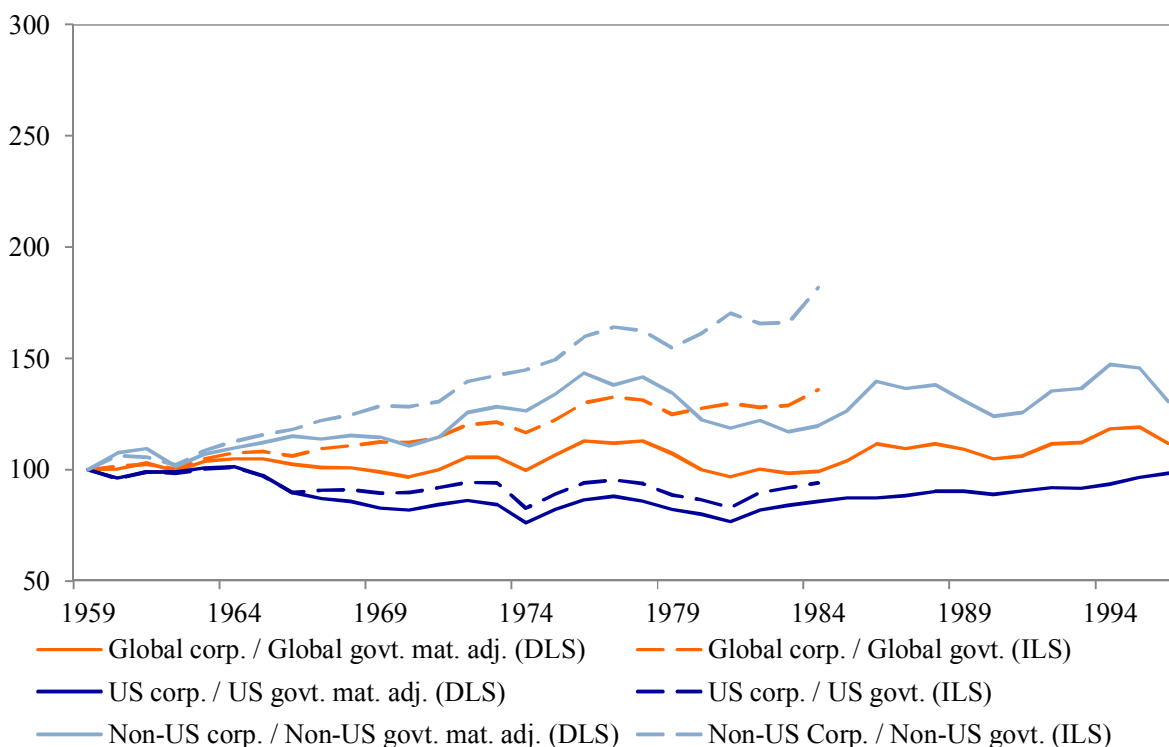 300
250
200
150
100
50
1959 1964 1969 1974 1979 1984 1989 1994
Global corp. / Global govt. mat. adj. (DLS) Global corp. / Global govt. (ILS)
US corp. / US govt. mat. adj. (DLS) US corp. / US govt. (ILS)
Non-US corp. / Non-US govt. mat. adj. (DLS) Non-US Corp. / Non-US govt. (ILS)